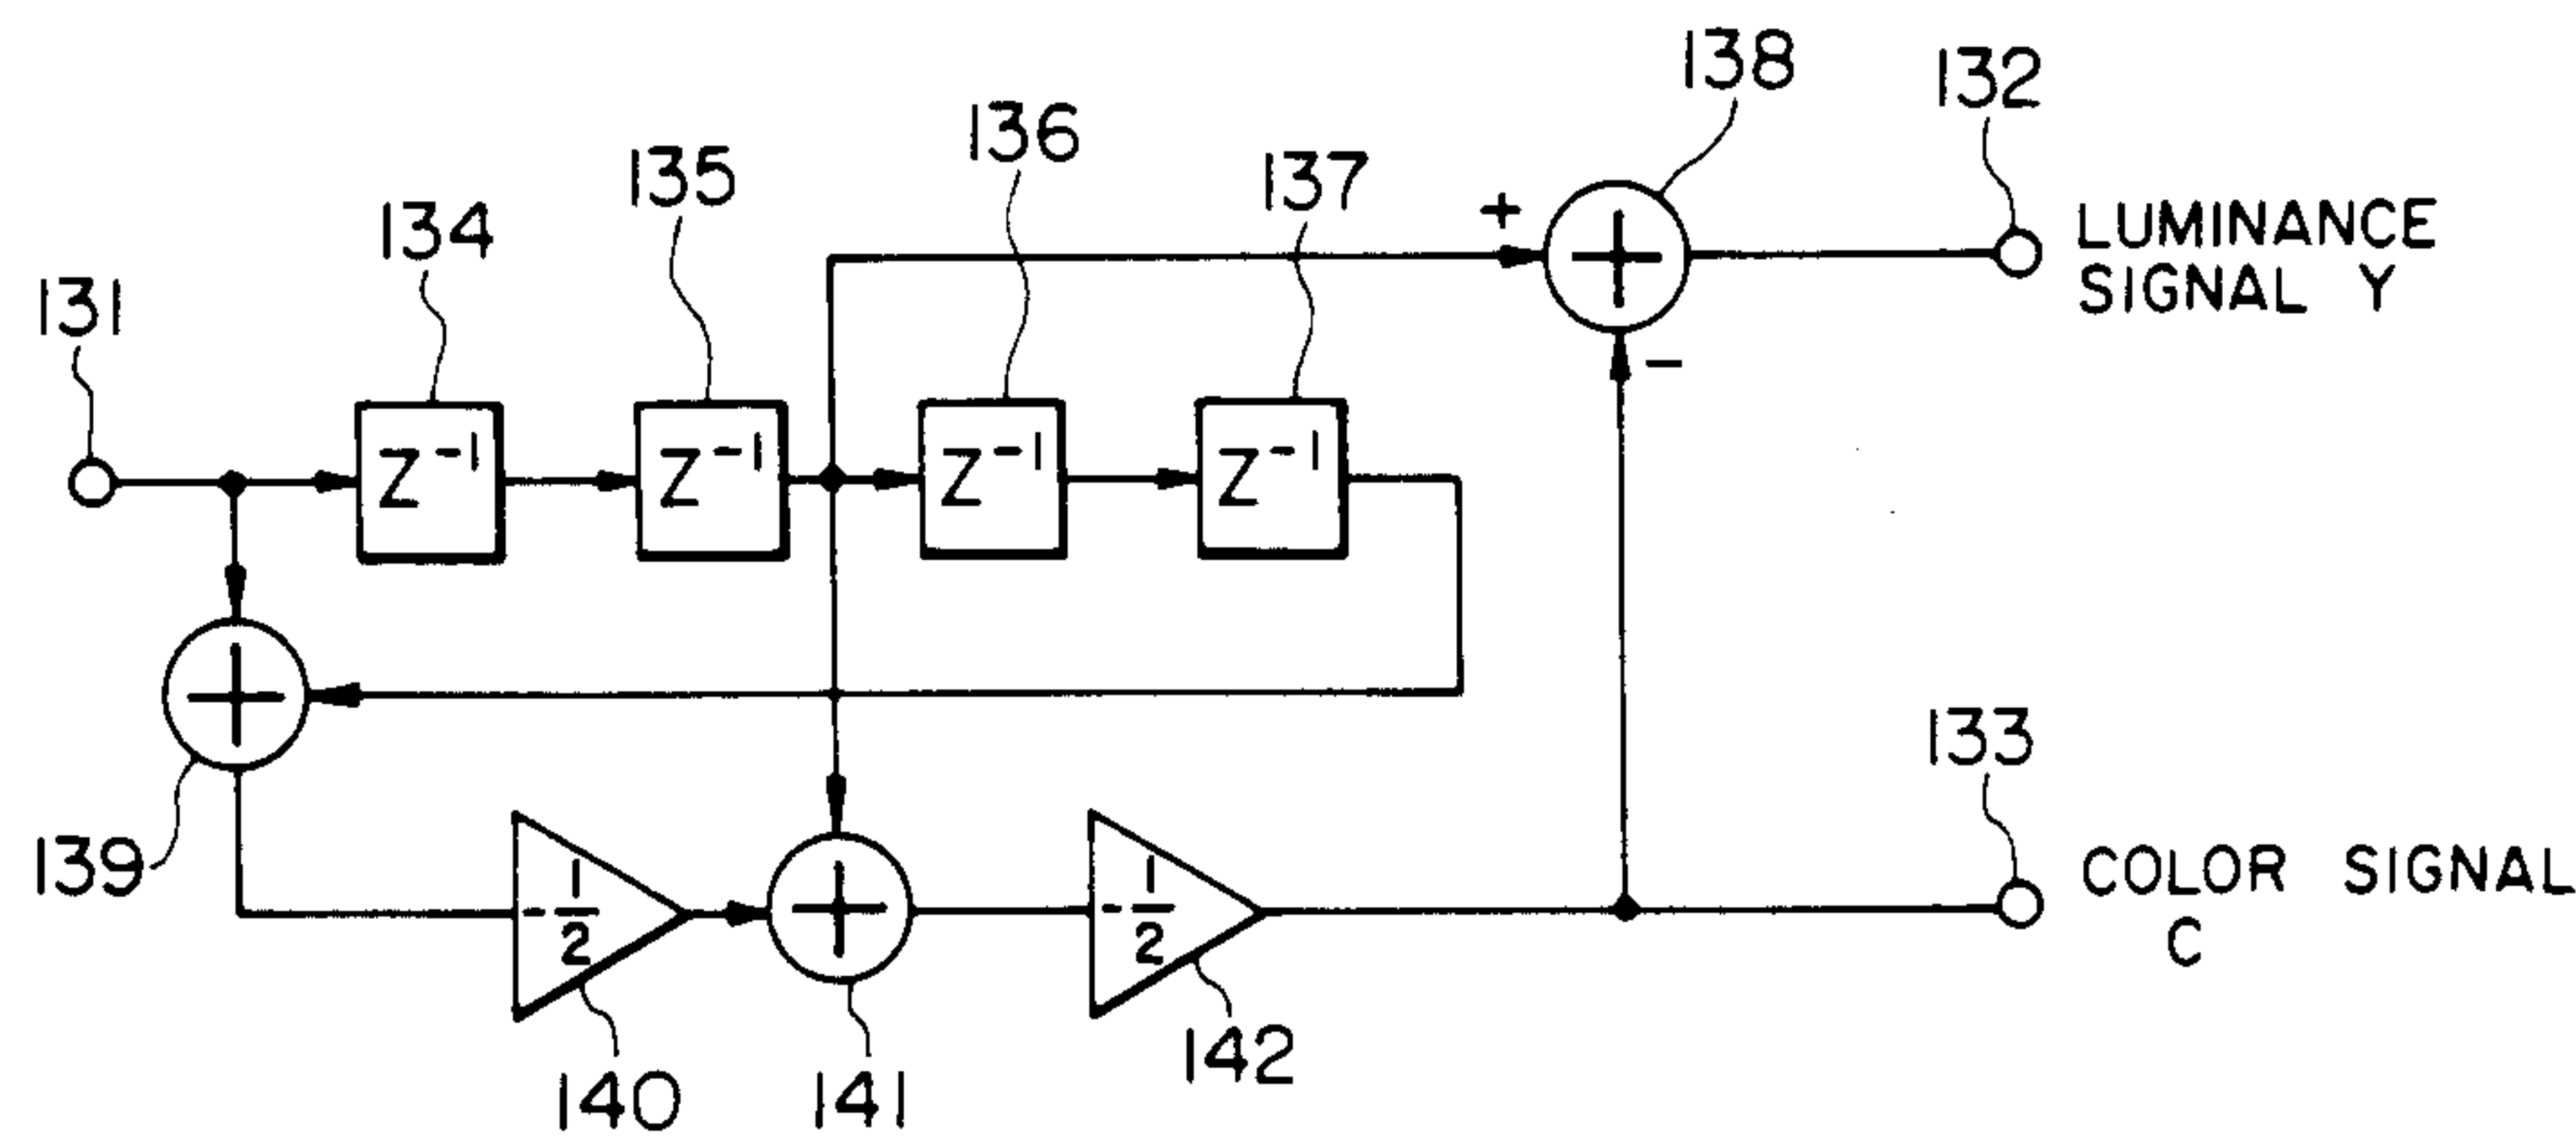 138
132
136
135
137
134
+
LUMINANCE
SIGNAL Y
131
−
Z⁻¹
Z⁻¹
Z⁻¹
Z⁻¹
133
139
-1/2
-1/2
COLOR SIGNAL
C
142
140
141